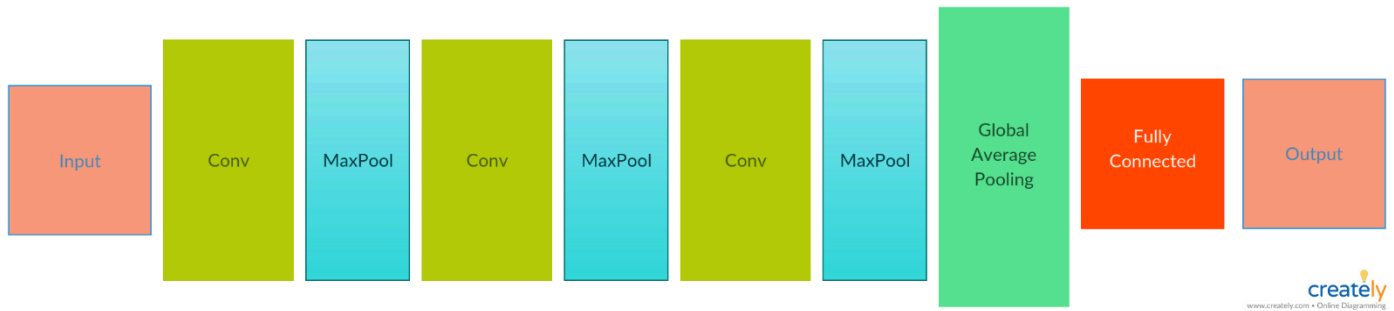 Input
Conv
MaxPool
Conv
MaxPool
Conv
MaxPool
Global
Average
Pooling
Fully
Connected
Output
creately
www.creately.com • Online Diagramming